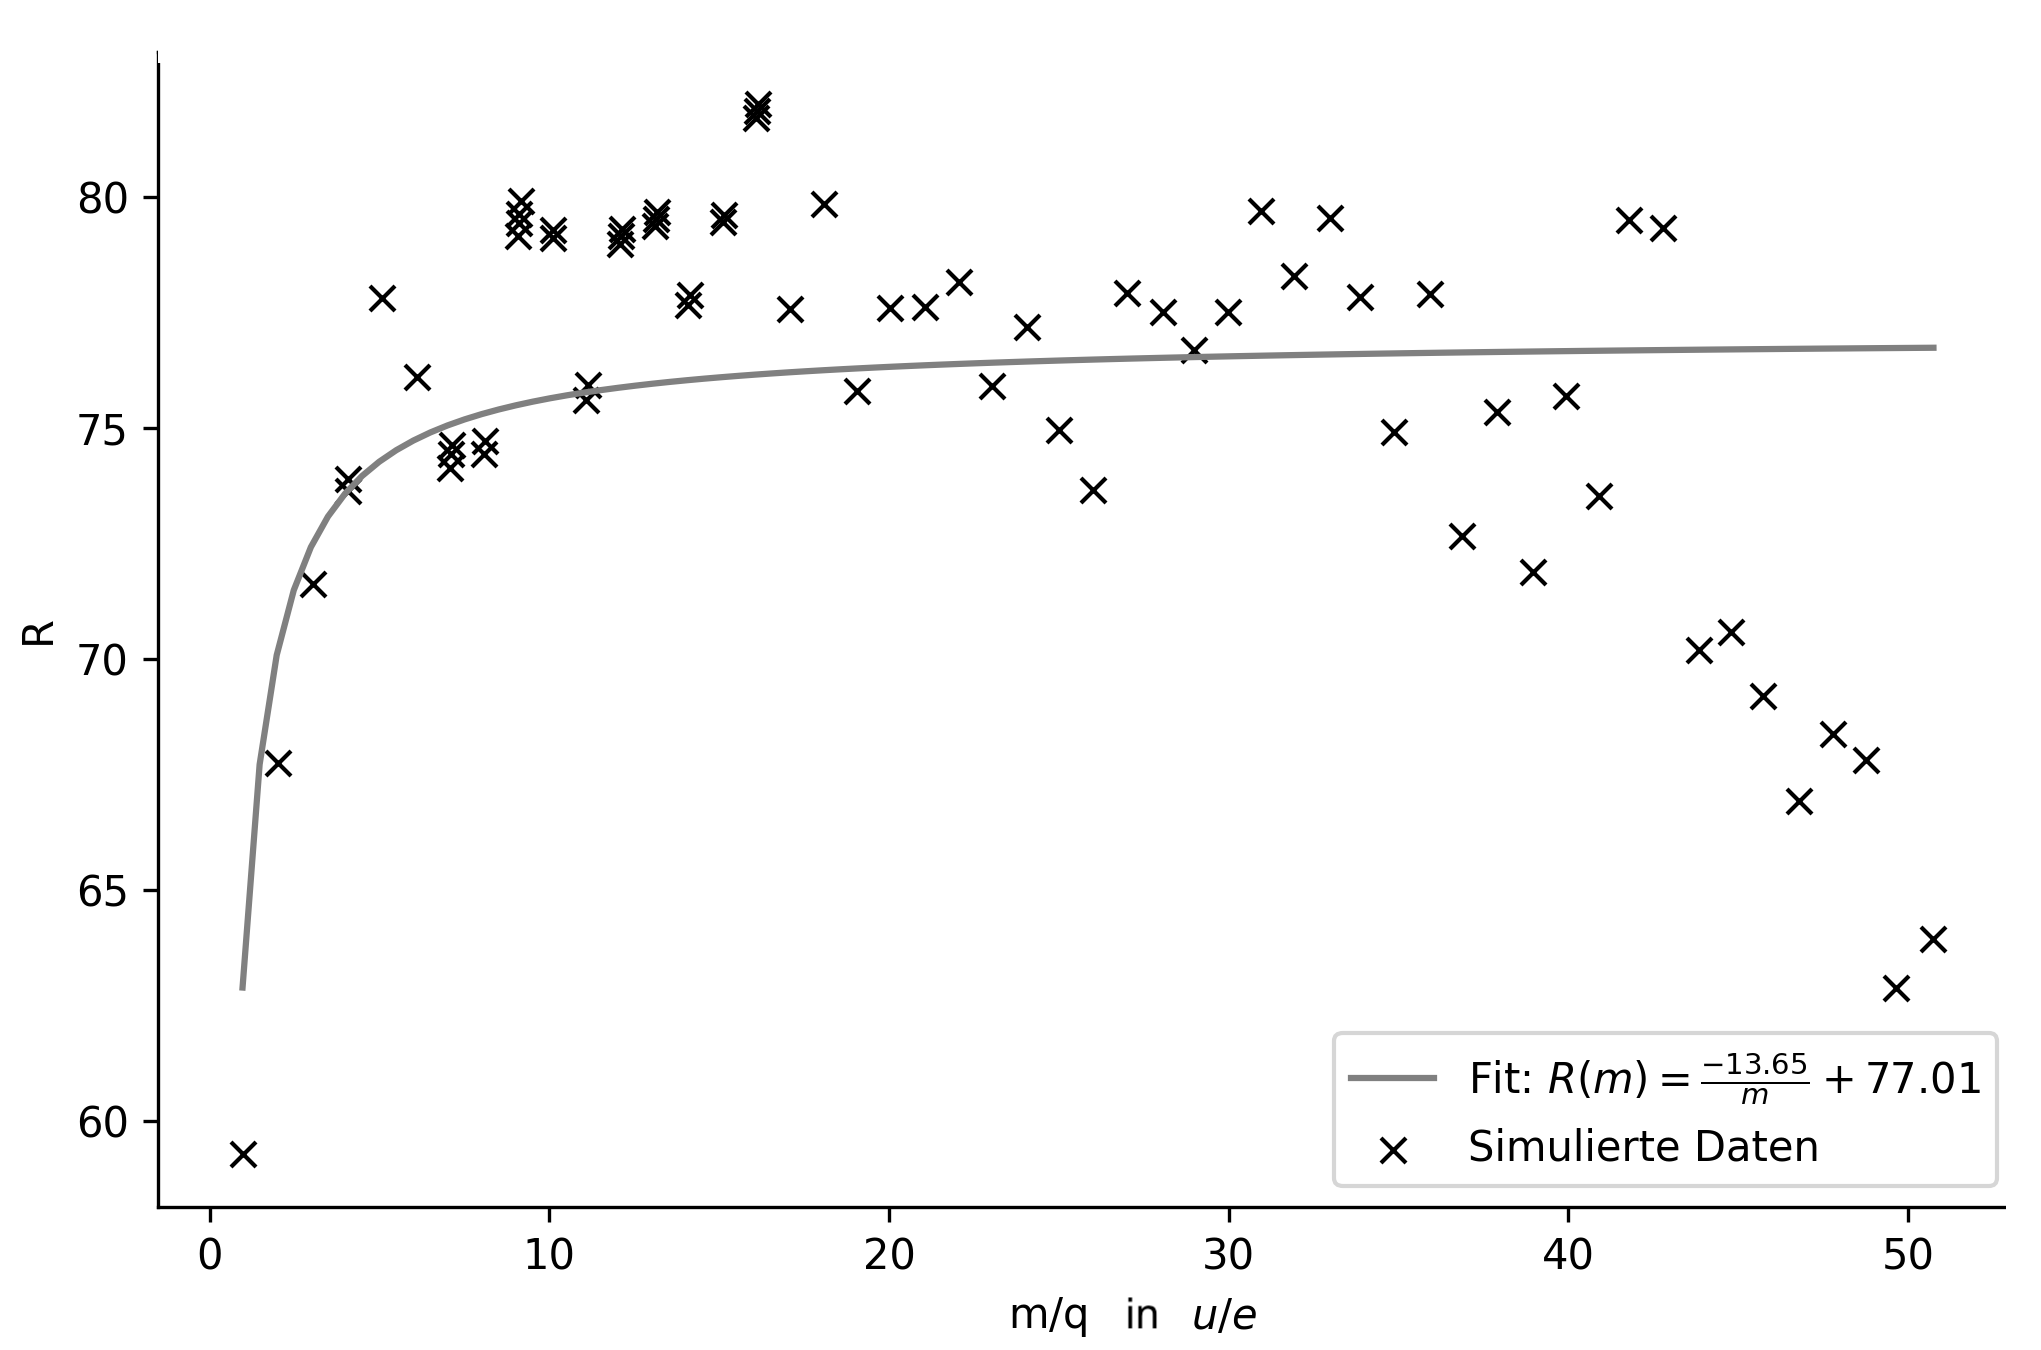 80
75
70
65
60
R
0 10 20 30 40 50
m/q in u/e
Fit: R(m) = \frac{-13.65}{m} + 77.01
Simulierte Daten